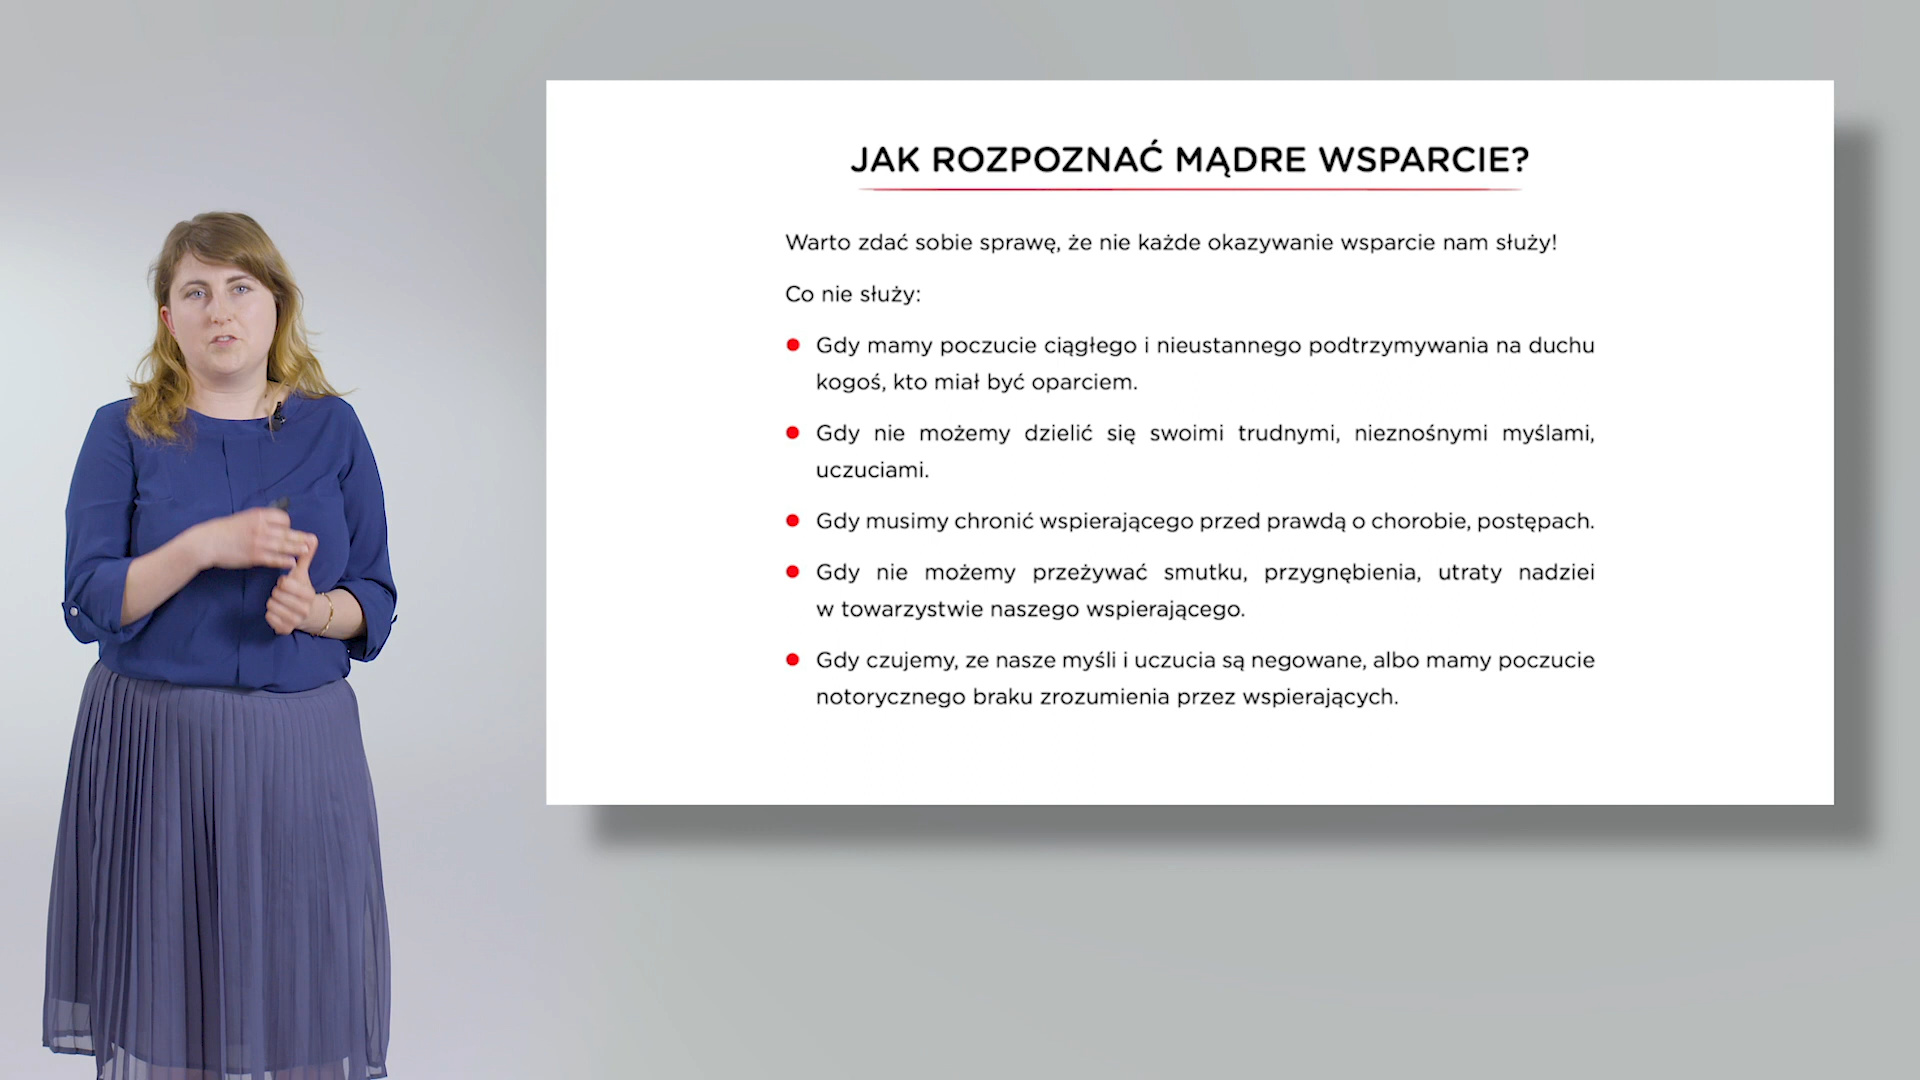 JAK ROZPOZNAĆ MĄDRE WSPARCIE?
Warto zdać sobie sprawę, że nie każde okazywanie wsparcie nam służy!
Co nie służy:
Gdy mamy poczucie ciągłego i nieustannego podtrzymywania na duchu
kogoś, kto miał być oparciem.
Gdy nie możemy dzielić się swoimi trudnymi, nieznośnymi myślami,
uczuciami.
Gdy musimy chronić wspierającego przed prawdą o chorobie, postępach.
Gdy nie możemy przeżywać smutku, przygnębienia, utraty nadziei
w towarzystwie naszego wspierającego.
Gdy czujemy, ze nasze myśli i uczucia są negowane, albo mamy poczucie
notorycznego braku zrozumienia przez wspierających.